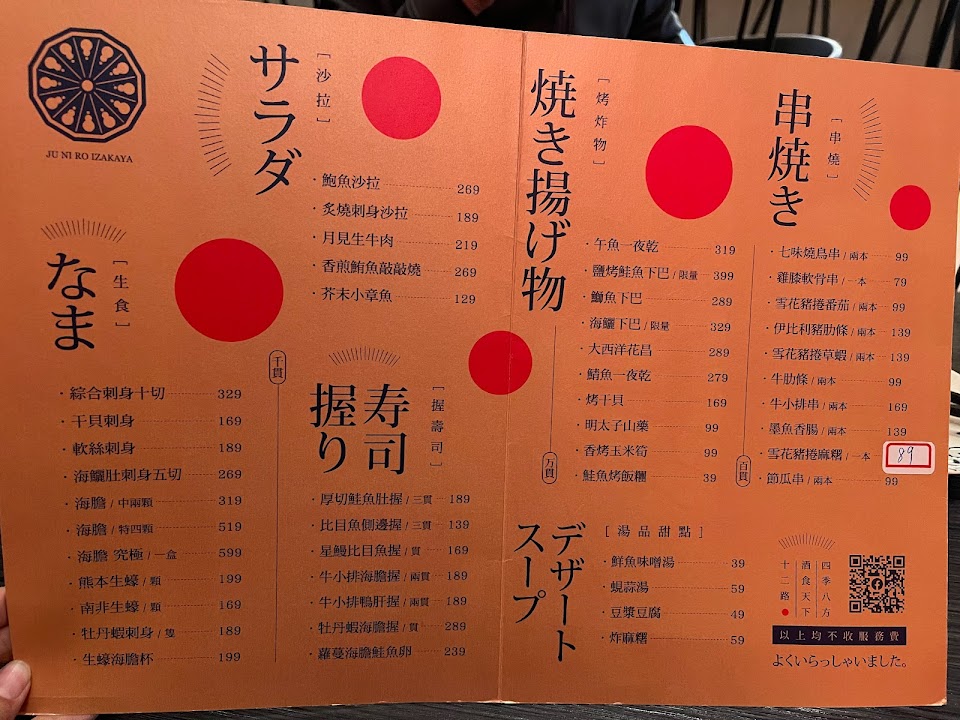 JU NI RO IZAKAYA
サラダ
[沙拉]
・鮑魚沙拉 269
・炙燒刺身沙拉 189
・月見生牛肉 219
・香煎鮪魚敲敲燒 269
・芥末小章魚 129
なま
[生食]
・綜合刺身十切 329
・干貝刺身 169
・軟絲刺身 189
・海鱺肚刺身五切 269
・海膽 / 中兩顆 319
・海膽 / 特四顆 519
・海膽 究極 / 一盒 599
・熊本生蠔 / 顆 199
・南非生蠔 / 顆 169
・牡丹蝦刺身 / 隻 189
・生蠔海膽杯 199
千貫
握り寿司
[握壽司]
・厚切鮭魚肚握 / 三貫 189
・比目魚側邊握 / 三貫 139
・星鰻比目魚握 / 貫 169
・牛小排海膽握 / 兩貫 189
・牛小排鴨肝握 / 兩貫 189
・牡丹蝦海膽握 / 貫 289
・蘿蔓海膽鮭魚卵 239
焼き揚げ物
[烤炸物]
・午魚一夜乾 319
・鹽烤鮭魚下巴 / 限量 399
・鰤魚下巴 289
・海鱺下巴 / 限量 329
・大西洋花昌 289
・鯖魚一夜乾 279
・烤干貝 169
・明太子山藥 99
・香烤玉米筍 99
・鮭魚烤飯糰 39
万貫
串焼き
[串燒]
・七味燒鳥串 / 兩本 99
・雞膝軟骨串 / 一本 79
・雪花豬捲番茄 / 兩本 99
・伊比利豬肋條 / 兩本 139
・雪花豬捲草蝦 / 兩本 139
・牛肋條 / 兩本 99
・牛小排串 / 兩本 169
・墨魚香腸 / 兩本 139
・雪花豬捲麻糬 / 一本 89
・節瓜串 / 兩本 99
百貫
デザート
スープ
[湯品甜點]
・鮮魚味噌湯 39
・蜆蒜湯 59
・豆漿豆腐 49
・炸麻糬 59
四季八方
酒食天下
十二路
以上均不收服務費
よくいらっしゃいました。